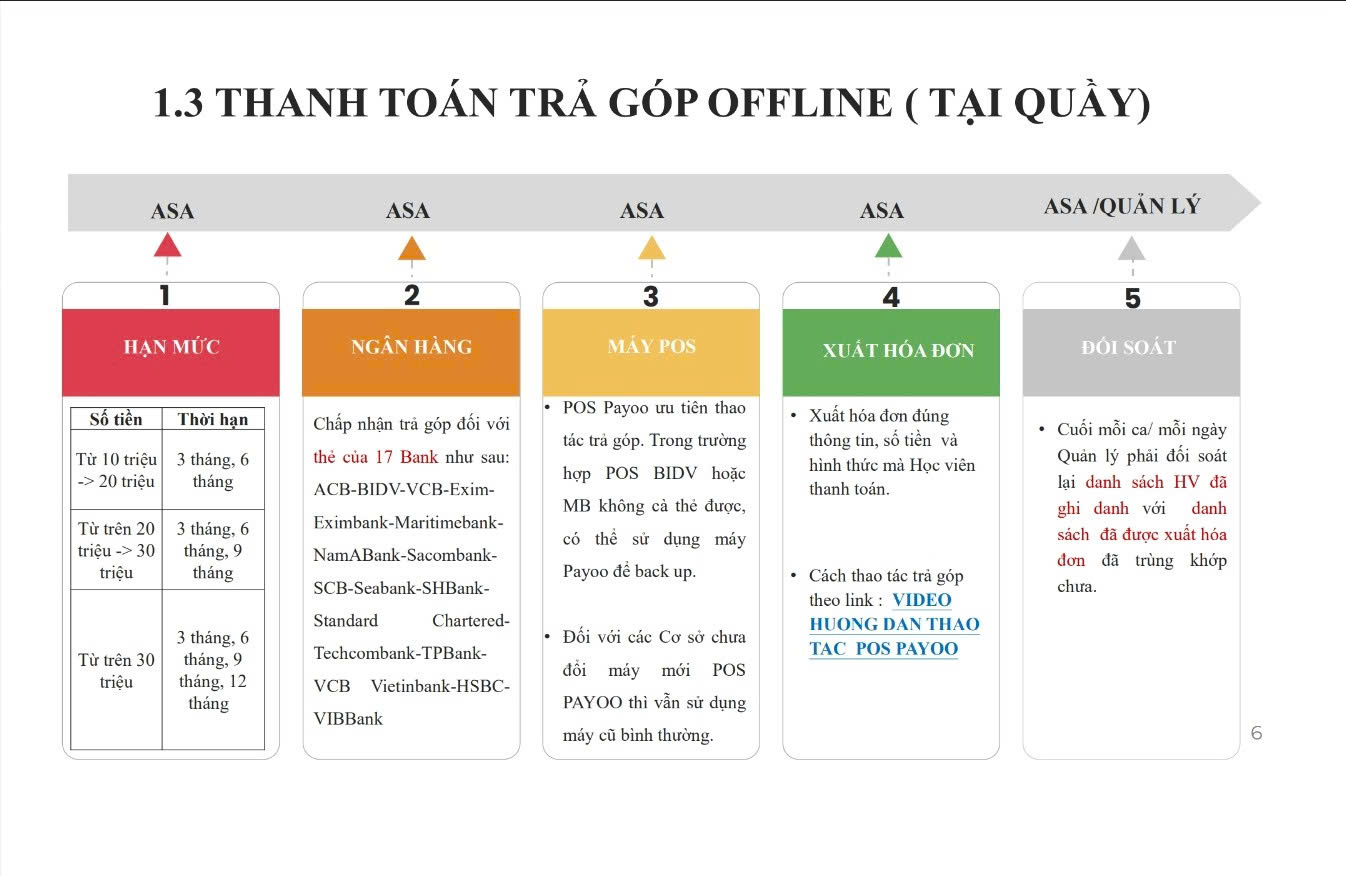 1.3 THANH TOÁN TRẢ GÓP OFFLINE ( TẠI QUẦY)
ASA
ASA
ASA
ASA
ASA /QUẢN LÝ
1
HẠN MỨC
Số tiền
Thời hạn
Từ 10 triệu
-> 20 triệu
3 tháng, 6
tháng
Từ trên 20
triệu -> 30
triệu
3 tháng, 6
tháng, 9
tháng
Từ trên 30
triệu
3 tháng, 6
tháng, 9
tháng, 12
tháng
2
NGÂN HÀNG
Chấp nhận trả góp đối với
thẻ của 17 Bank như sau:
ACB-BIDV-VCB-Exim-
Eximbank-Maritimebank-
NamABank-Sacombank-
SCB-Seabank-SHBank-
Standard Chartered-
Techcombank-TPBank-
VCB Vietinbank-HSBC-
VIBBank
3
MÁY POS
• POS Payoo ưu tiên thao
tác trả góp. Trong trường
hợp POS BIDV hoặc
MB không cà thẻ được,
có thể sử dụng máy
Payoo để back up.
• Đối với các Cơ sở chưa
đổi máy mới POS
PAYOO thì vẫn sử dụng
máy cũ bình thường.
4
XUẤT HÓA ĐƠN
• Xuất hóa đơn đúng
thông tin, số tiền và
hình thức mà Học viên
thanh toán.
• Cách thao tác trả góp
theo link : VIDEO
HUONG DAN THAO
TAC POS PAYOO
5
ĐỐI SOÁT
• Cuối mỗi ca/ mỗi ngày
Quản lý phải đối soát
lại danh sách HV đã
ghi danh với danh
sách đã được xuất hóa
đơn đã trùng khớp
chưa.
6